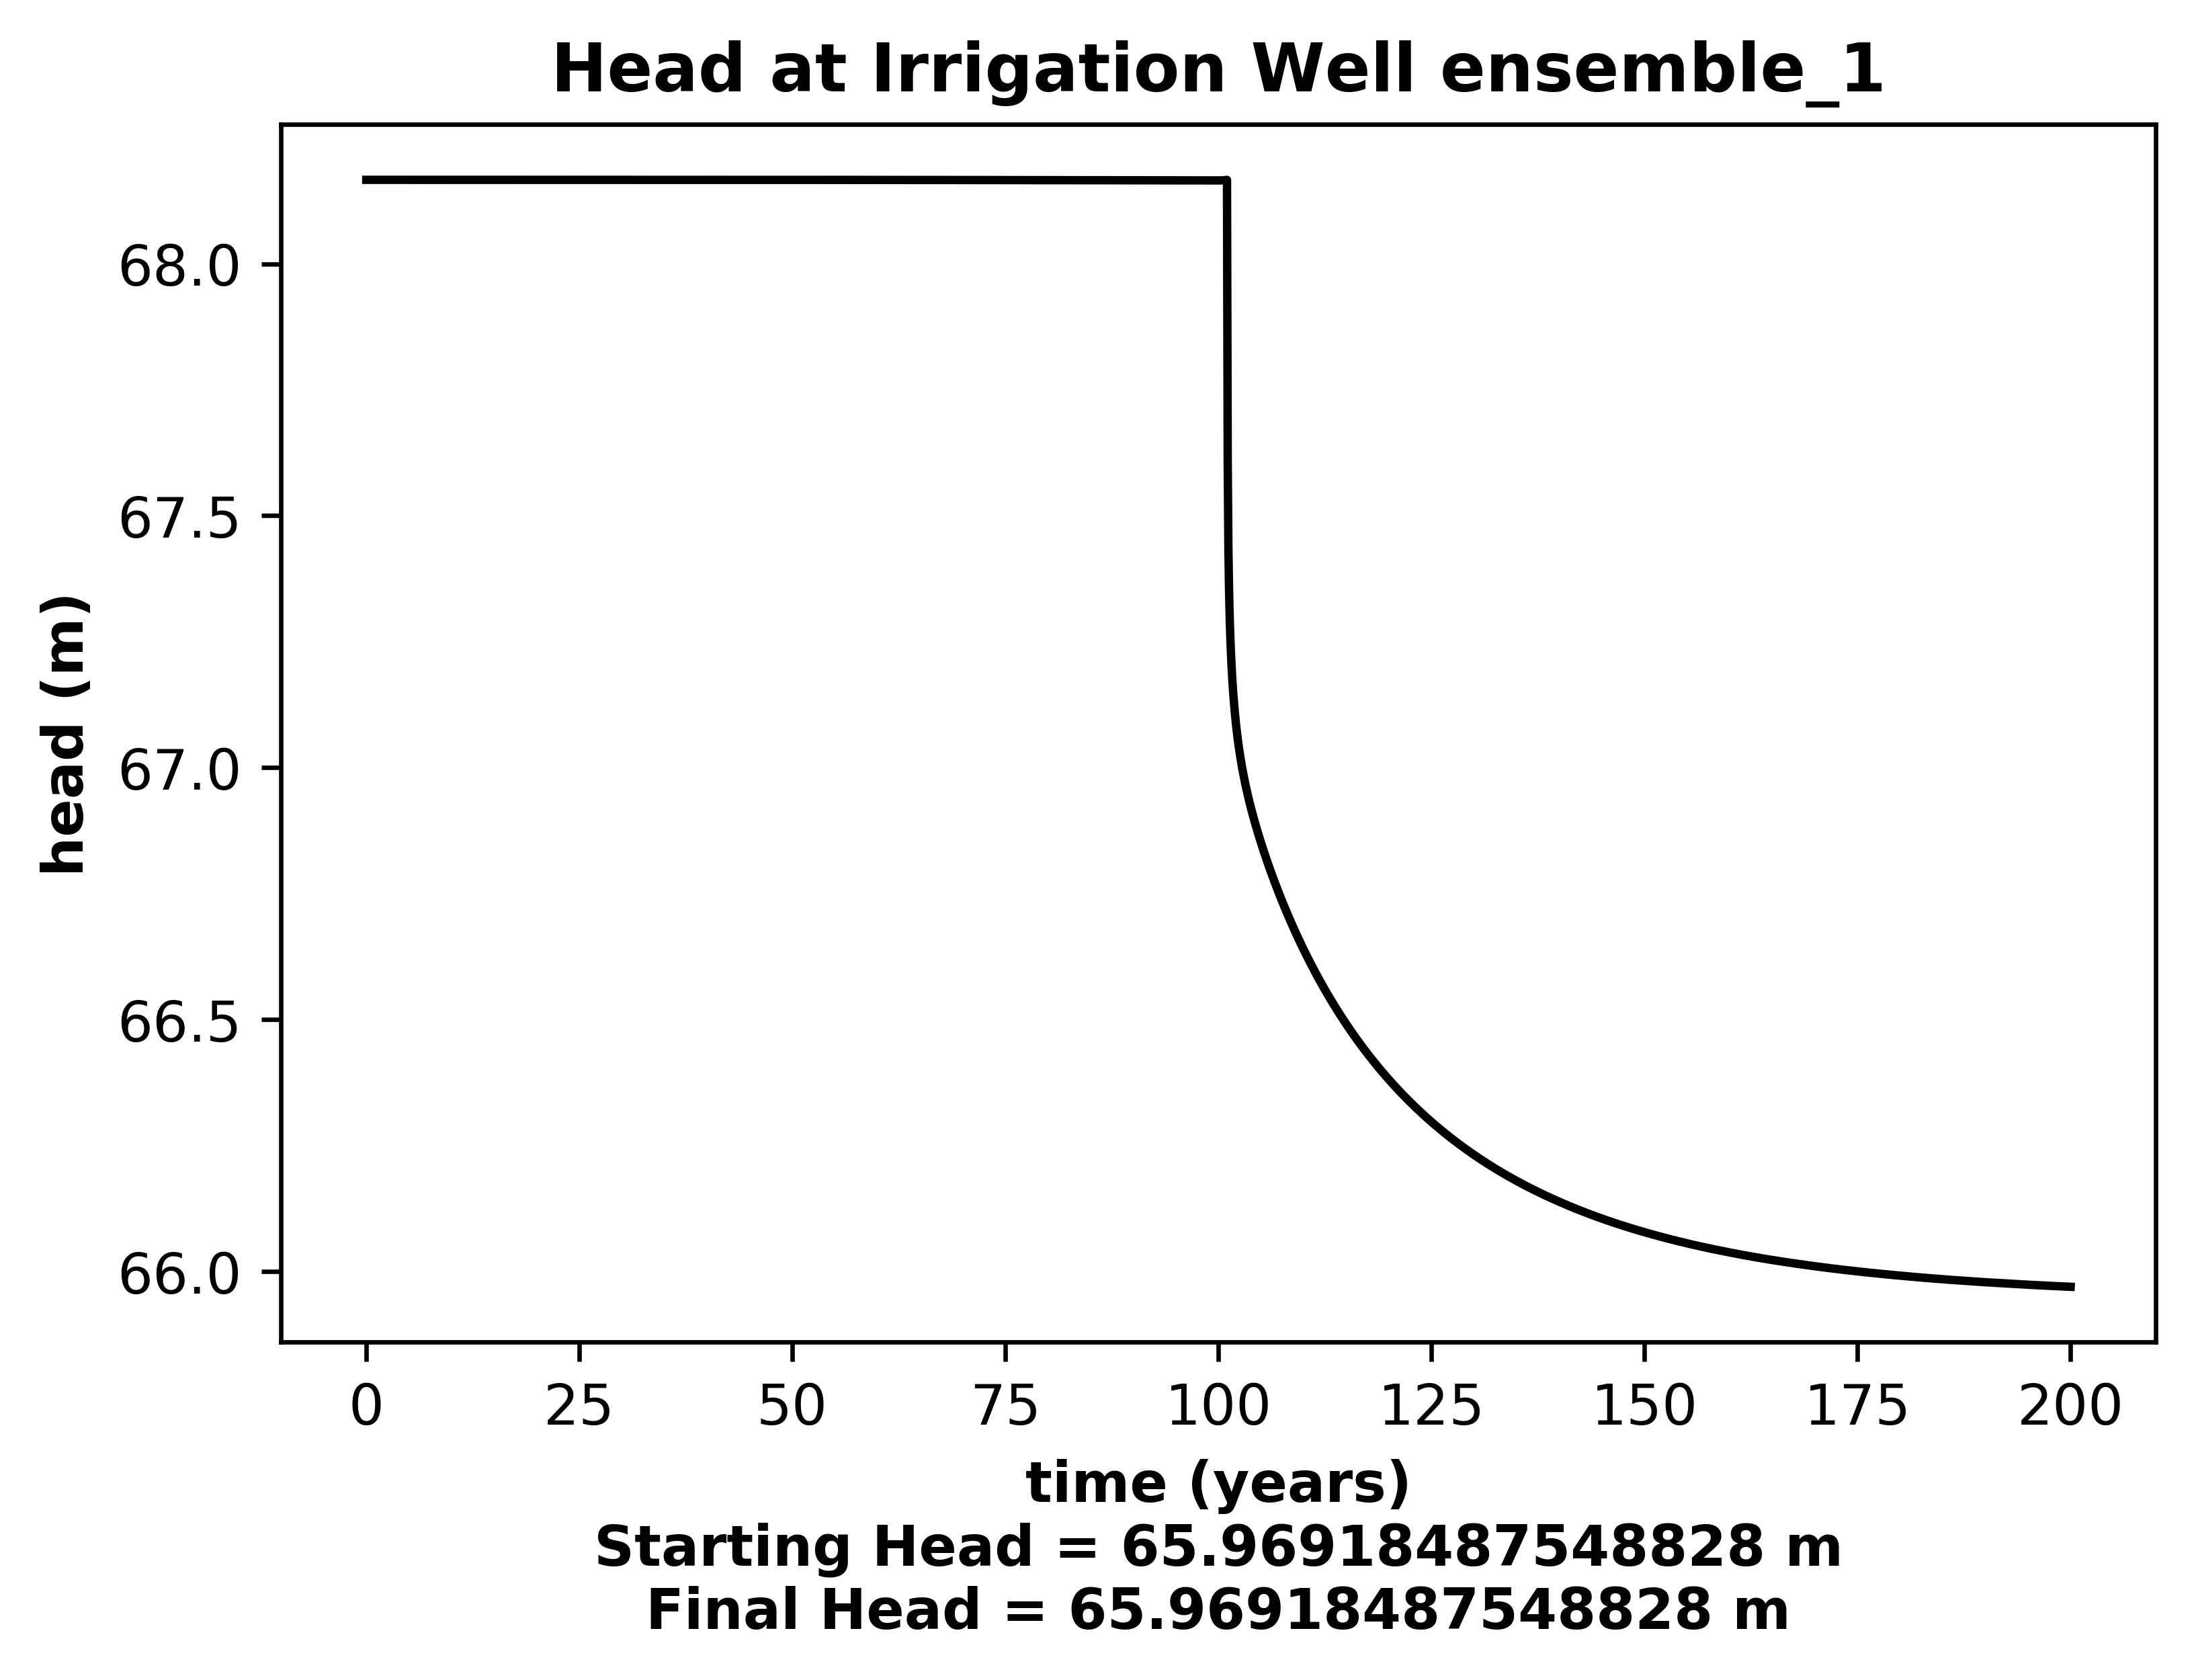 Head at Irrigation Well ensemble_1
head (m)
68.0
67.5
67.0
66.5
66.0
0 25 50 75 100 125 150 175 200
time (years)
Starting Head = 65.96918487548828 m
Final Head = 65.96918487548828 m